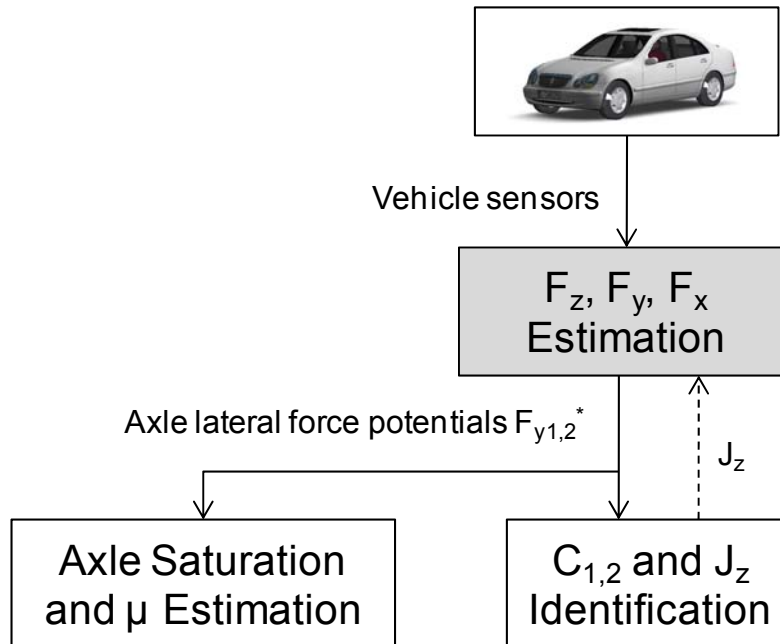 Vehicle sensors
F_z, F_y, F_x
Estimation
Axle lateral force potentials F_y1,2^*
J_z
Axle Saturation
and µ Estimation
C_1,2 and J_z
Identification